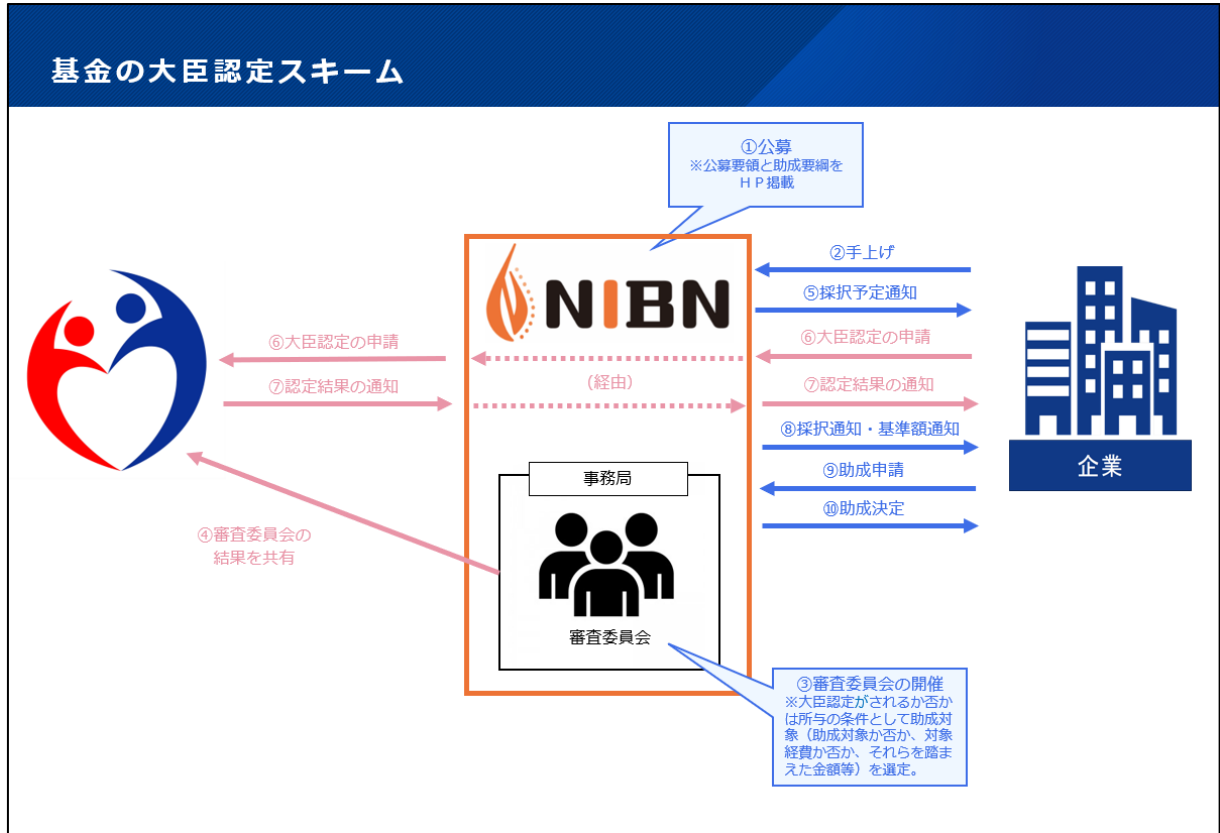 基金の大臣認定スキーム
①公募
※公募要領と助成要綱を
ＨＰ掲載
NIBN
②手上げ
⑤採択予定通知
⑥大臣認定の申請
⑥大臣認定の申請
(経由)
⑦認定結果の通知
⑦認定結果の通知
⑧採択通知・基準額通知
⑨助成申請
⑩助成決定
企業
事務局
審査委員会
④審査委員会の
結果を共有
③審査委員会の開催
※大臣認定がされるか否か
は所与の条件として助成対
象（助成対象か否か、対象
経費か否か、それらを踏ま
えた金額等）を選定。